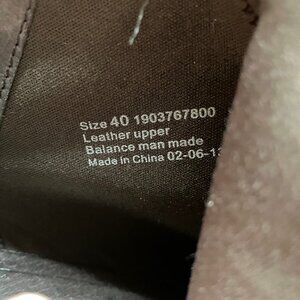 Size 40 1903767800
Leather upper
Balance man made
Made in China 02-06-1